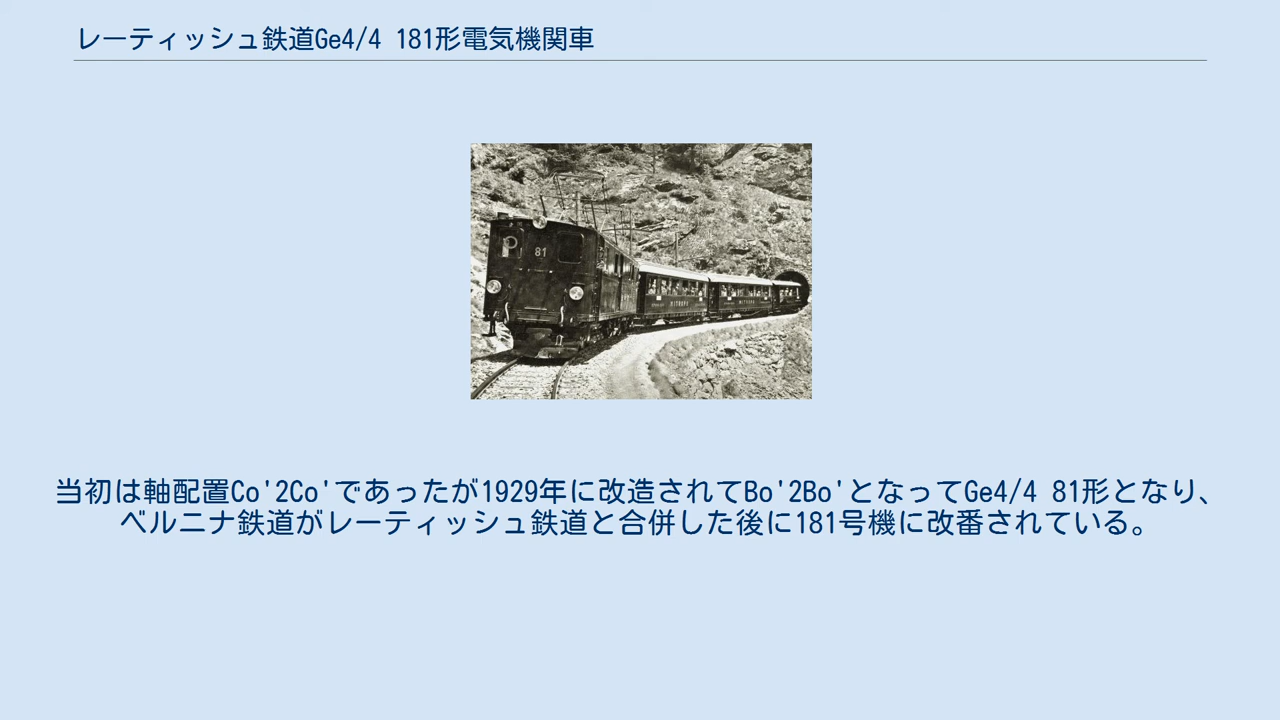 レーティッシュ鉄道Ge4/4 181形電気機関車
81
MITROPA
MITROPA
当初は軸配置Co'2Co'であったが1929年に改造されてBo'2Bo'となってGe4/4 81形となり、
ベルニナ鉄道がレーティッシュ鉄道と合併した後に181号機に改番されている。